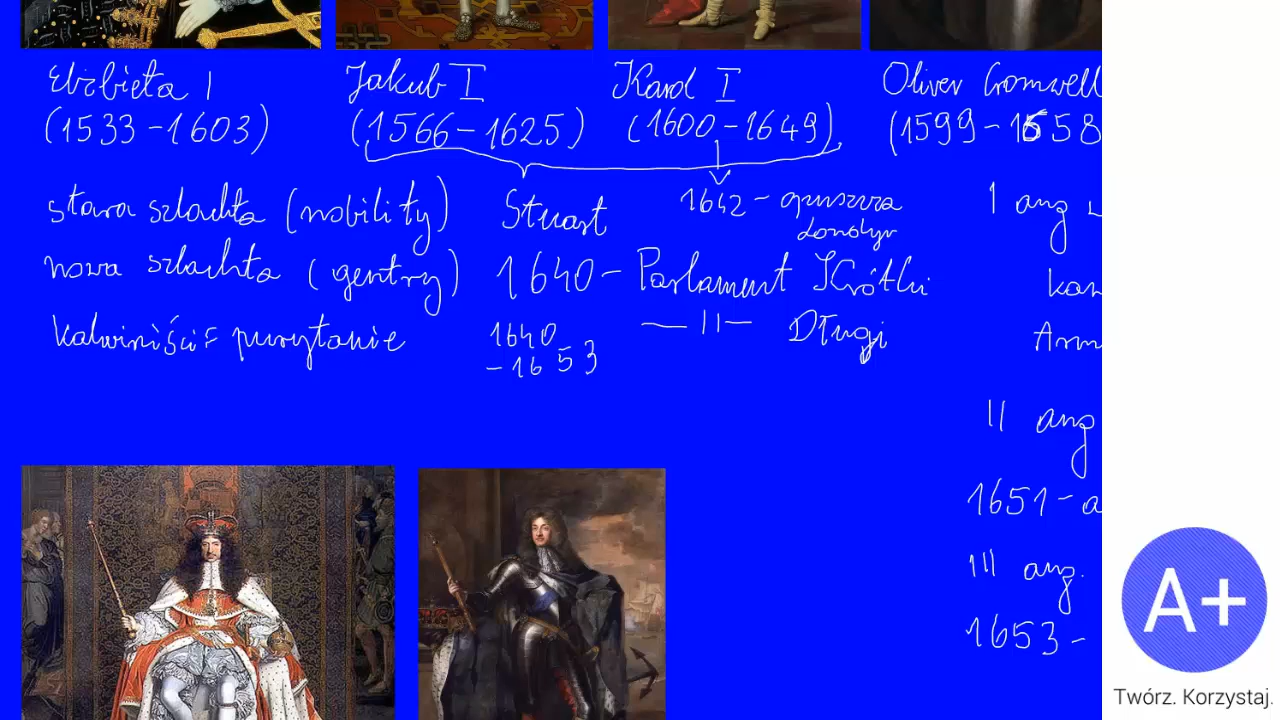 Elżbieta I
(1533-1603)
Jakub I
(1566-1625)
Karol I
(1600-1649)
Oliver Cromwell
(1599-1658
stara szlachta (nobility)
nowa szlachta (gentry)
kalwiniści = purytanie
Stuart
1642 - opuszcza
Londyn
1640 - Parlament Krótki
1640 -1653 —||— Długi
I ang
Arm
II ang
1651 - a
III ang.
1653 -
A+
Twórz. Korzystaj.